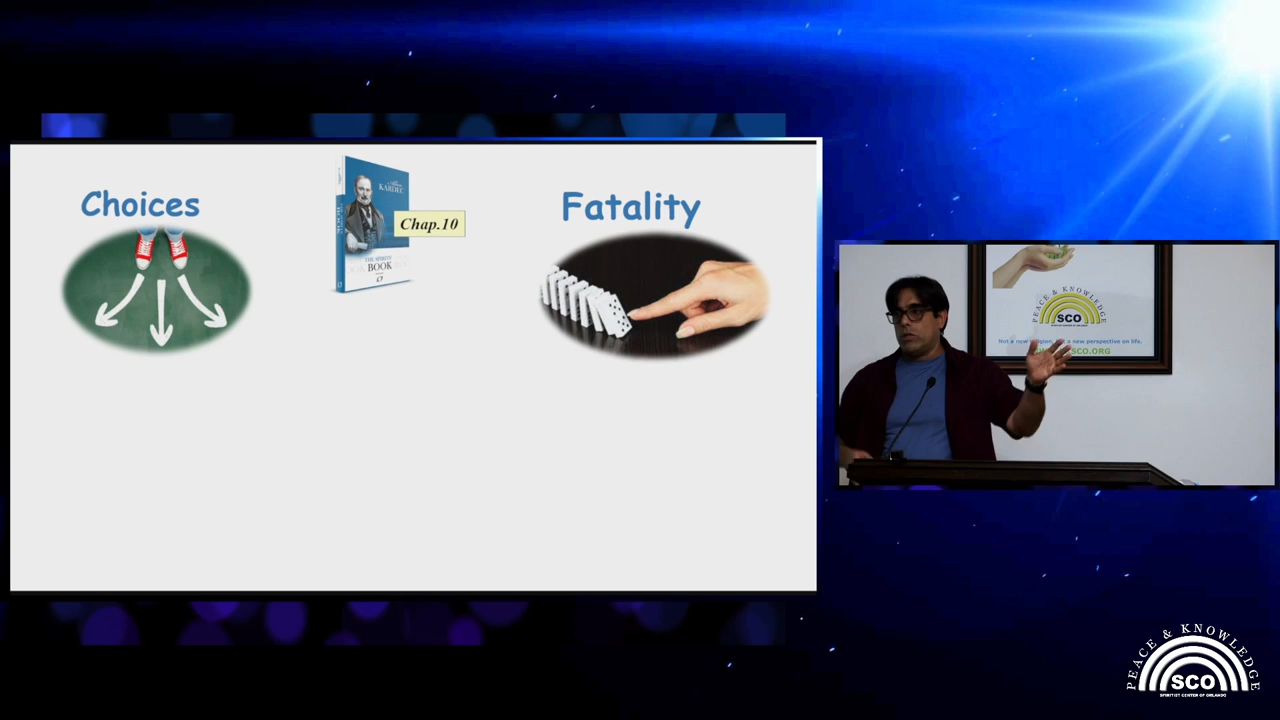 Choices
KARDEC
Chap.10
THE SPIRITS'
BOOK
Fatality
PEACE & KNOWLEDGE
SCO
Not a new religion, but a new perspective on life.
SCO.ORG
PEACE & KNOWLEDGE
SCO
SPIRITIST CENTER OF ORLANDO